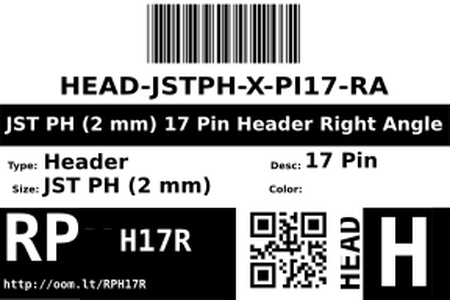 HEAD-JSTPH-X-PI17-RA
JST PH (2 mm) 17 Pin Header Right Angle
Type: Header
Desc: 17 Pin
Size: JST PH (2 mm)
Color:
RP H17R
http://oom.lt/RPH17R
HEAD
H